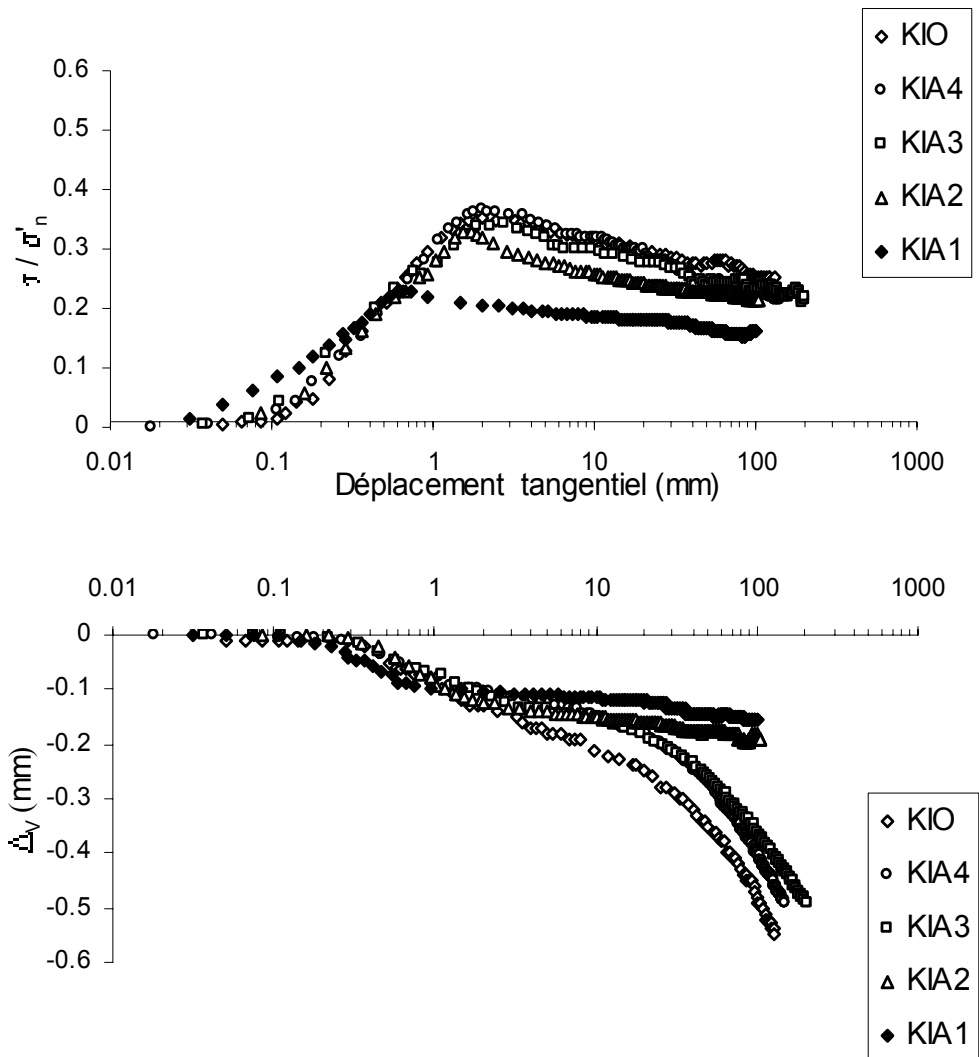 KIO
KIA4
KIA3
KIA2
KIA1
0.6
0.5
0.4
0.3
0.2
0.1
0
τ / σ'n
0.01 0.1 1 10 100 1000
Déplacement tangentiel (mm)
0.01 0.1 1 10 100 1000
0
-0.1
-0.2
-0.3
-0.4
-0.5
-0.6
Δv (mm)
KIO
KIA4
KIA3
KIA2
KIA1